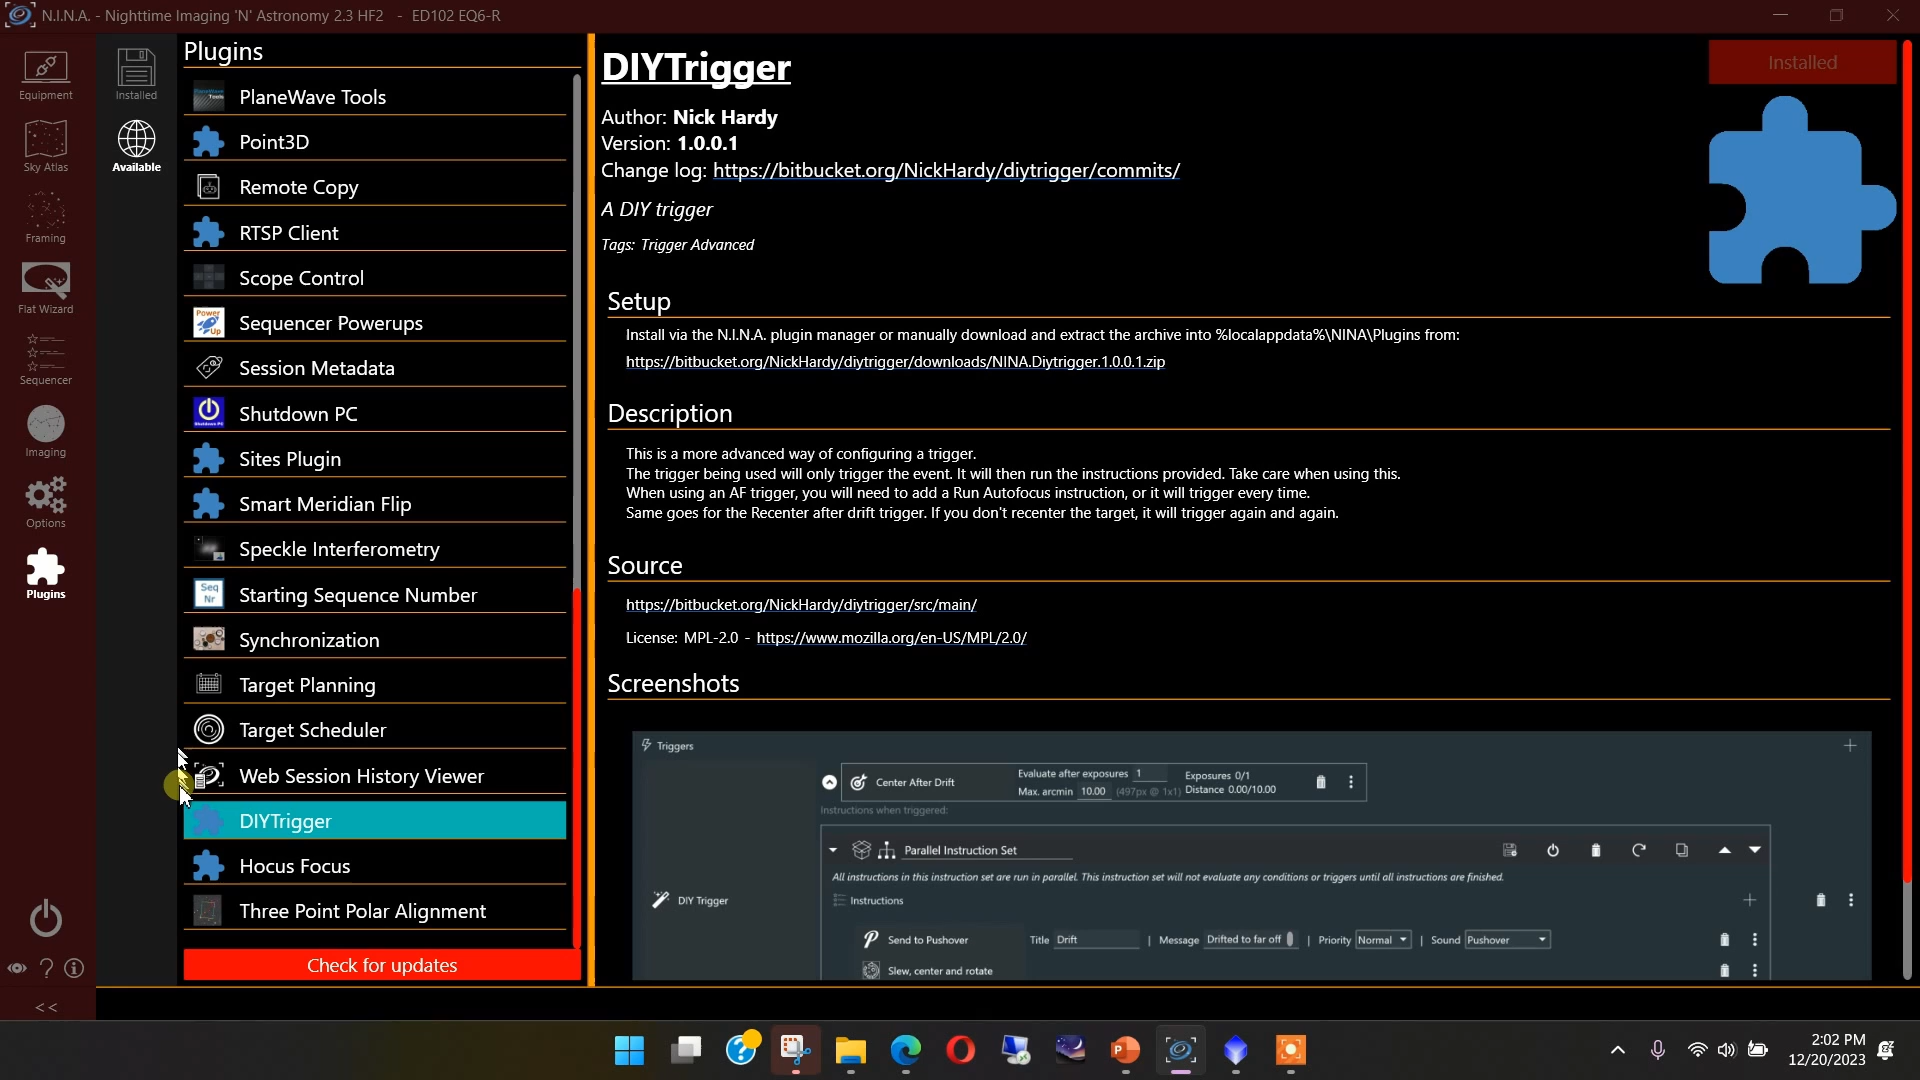 N.I.N.A. - Nighttime Imaging 'N' Astronomy 2.3 HF2 - ED102 EQ6-R
Equipment
Sky Atlas
Framing
Flat Wizard
Sequencer
Imaging
Options
Plugins
<<
Installed
Available
Plugins
PlaneWave Tools
Point3D
Remote Copy
RTSP Client
Scope Control
Power Up
Sequencer Powerups
Session Metadata
Shutdown PC
Sites Plugin
Smart Meridian Flip
Speckle Interferometry
Seq Nr
Starting Sequence Number
Synchronization
Target Planning
Target Scheduler
Web Session History Viewer
DIYTrigger
Hocus Focus
Three Point Polar Alignment
Check for updates
DIYTrigger
Installed
Author: Nick Hardy
Version: 1.0.0.1
Change log: https://bitbucket.org/NickHardy/diytrigger/commits/
A DIY trigger
Tags: Trigger Advanced
Setup
Install via the N.I.N.A. plugin manager or manually download and extract the archive into %localappdata%\NINA\Plugins from:
https://bitbucket.org/NickHardy/diytrigger/downloads/NINA.Diytrigger.1.0.0.1.zip
Description
This is a more advanced way of configuring a trigger.
The trigger being used will only trigger the event. It will then run the instructions provided. Take care when using this.
When using an AF trigger, you will need to add a Run Autofocus instruction, or it will trigger every time.
Same goes for the Recenter after drift trigger. If you don't recenter the target, it will trigger again and again.
Source
https://bitbucket.org/NickHardy/diytrigger/src/main/
License: MPL-2.0 - https://www.mozilla.org/en-US/MPL/2.0/
Screenshots
Triggers
Center After Drift
Evaluate after exposures 1
Exposures 0/1
Max. arcmin 10.00 (497px @ 1x1)
Distance 0.00/10.00
Instructions when triggered:
Parallel Instruction Set
All instructions in this instruction set are run in parallel. This instruction set will not evaluate any conditions or triggers until all instructions are finished.
DIY Trigger
Instructions
Send to Pushover
Title Drift | Message Drifted to far off | Priority Normal | Sound Pushover
Slew, center and rotate
2:02 PM
12/20/2023